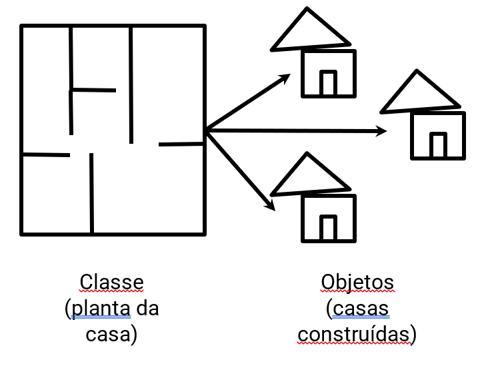 Classe
(planta da
casa)
Objetos
(casas
construídas)